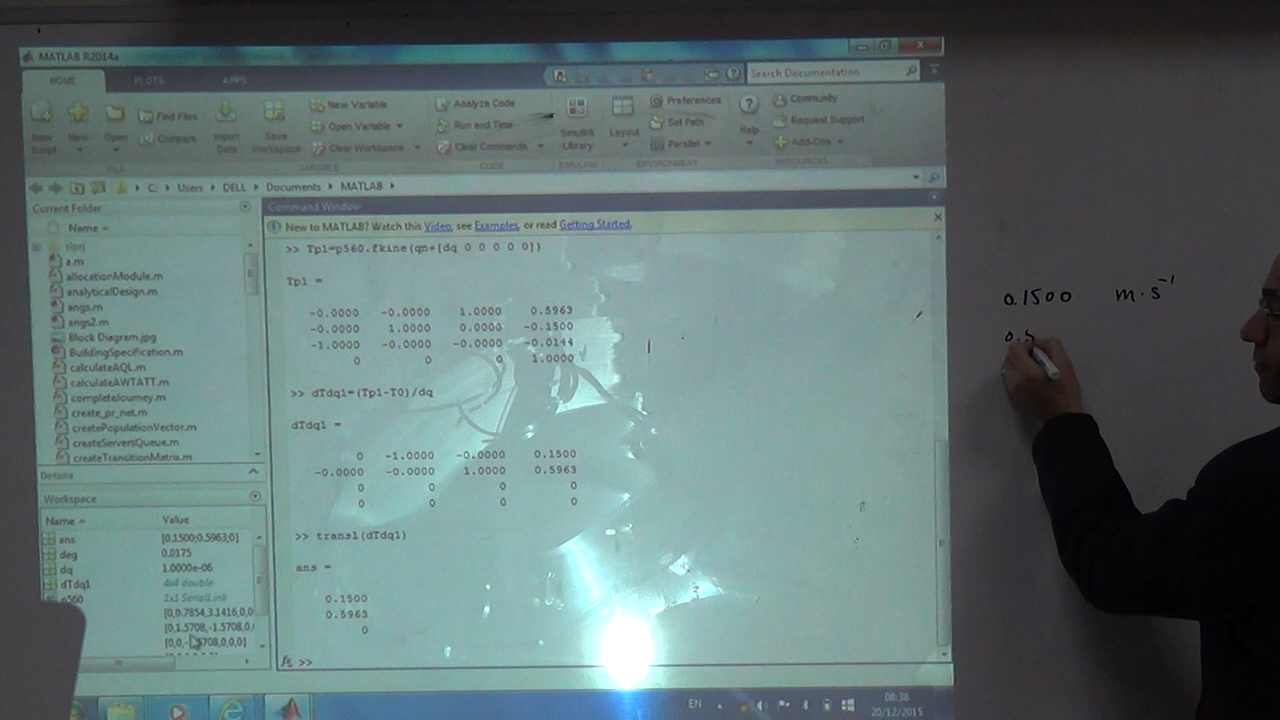 MATLAB R2014a
HOME PLOTS APPS
Search Documentation
New Script
New
Open
Find Files
Compare
Import Data
Save Workspace
New Variable
Open Variable
Clear Workspace
Analyze Code
Run and Time
Clear Commands
Simulink Library
Layout
Preferences
Set Path
Parallel
Help
Community
Request Support
Add-Ons
FILE VARIABLE CODE SIMULINK ENVIRONMENT RESOURCES
C: Users DELL Documents MATLAB
Current Folder
Name
slprj
a.m
allocationModule.m
analyticalDesign.m
angs.m
angs2.m
Block Diagram.jpg
BuildingSpecification.m
calculateAQL.m
calculateAWTATT.m
completeJourney.m
create_pr_net.m
createPopulationVector.m
createServersQueue.m
createTransitionMatrix.m
Details
Workspace
Name Value
ans [0.1500;0.5963;0]
deg 0.0175
dq 1.0000e-06
dTdq1 4x4 double
p560 1x1 SerialLink
[0,0.7854,3.1416,0,0
[0,1.5708,-1.5708,0,
Command Window
New to MATLAB? Watch this Video, see Examples, or read Getting Started.
>> Tp1=p560.fkine(qn+[dq 0 0 0 0 0])
Tp1 =
-0.0000 -0.0000 1.0000 0.5963
-0.0000 1.0000 0.0000 -0.1500
-1.0000 -0.0000 -0.0000 -0.0144
0 0 0 1.0000
>> dTdq1=(Tp1-T0)/dq
dTdq1 =
0 -1.0000 -0.0000 0.1500
-0.0000 -0.0000 1.0000 0.5963
0 0 0 0
0 0 0 0
>> transl(dTdq1)
ans =
0.1500
0.5963
0
fx >>
EN
08:38
20/12/2015
0.1500 m·s⁻¹
0.5